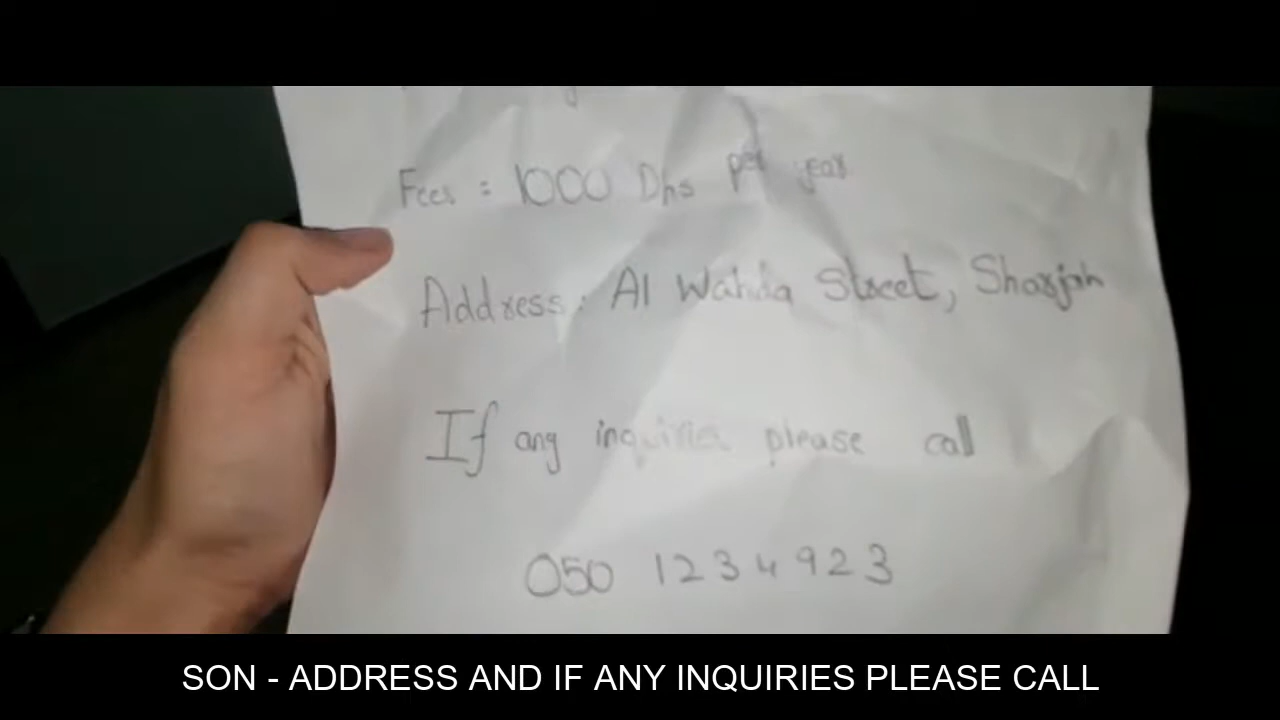 Fees : 1000 Dhs per year
Address : Al Wahda Street, Sharjah
If any inquiries please call
050 1234923
SON - ADDRESS AND IF ANY INQUIRIES PLEASE CALL